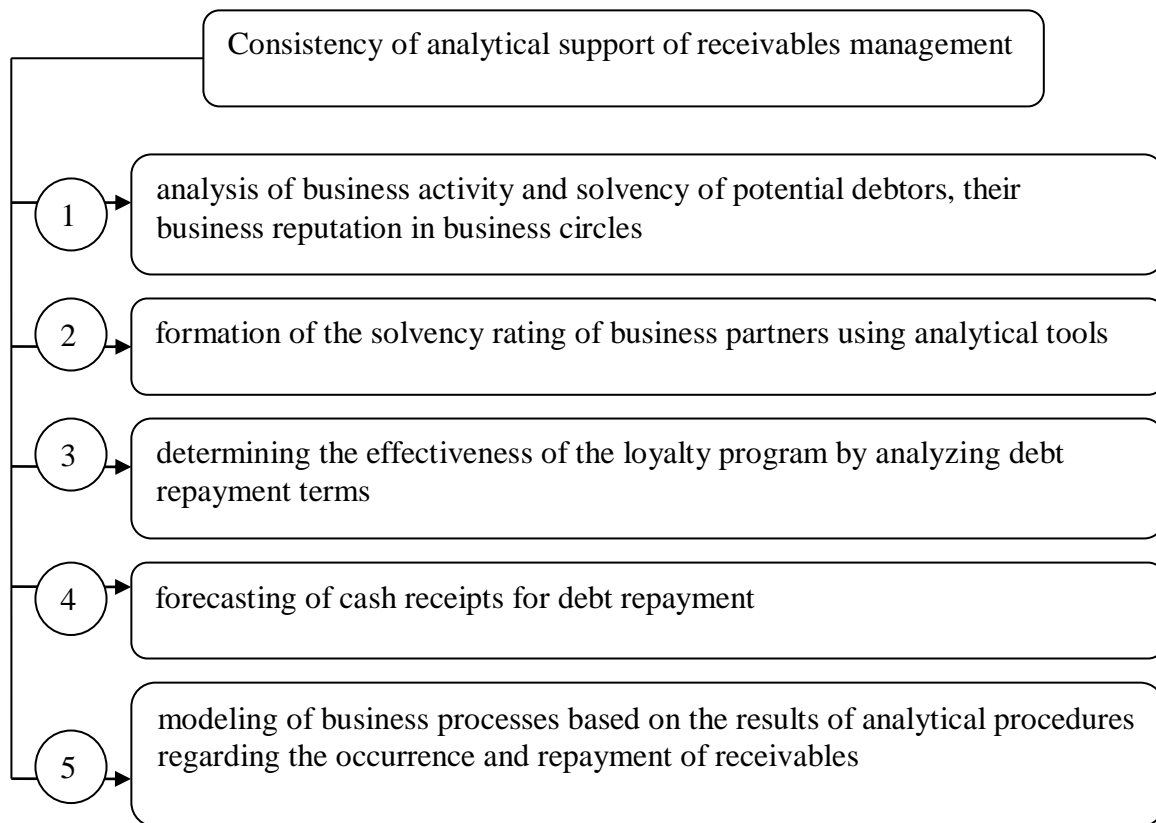 Consistency of analytical support of receivables management
1
analysis of business activity and solvency of potential debtors, their
business reputation in business circles
2
formation of the solvency rating of business partners using analytical tools
3
determining the effectiveness of the loyalty program by analyzing debt
repayment terms
4
forecasting of cash receipts for debt repayment
5
modeling of business processes based on the results of analytical procedures
regarding the occurrence and repayment of receivables